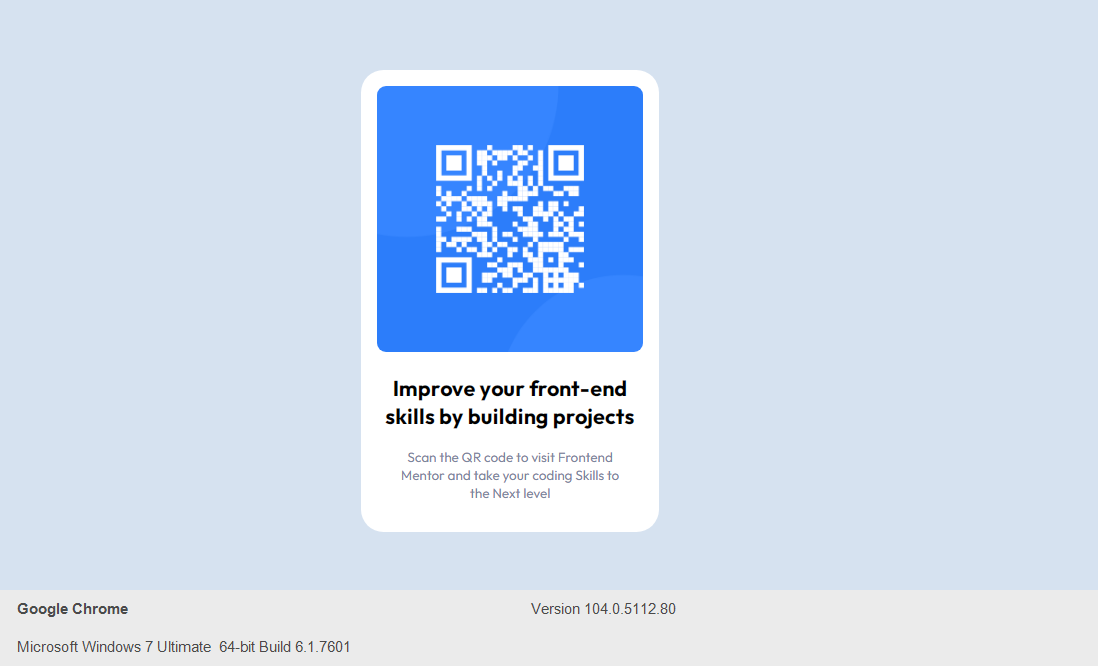 Improve your front-end
skills by building projects
Scan the QR code to visit Frontend
Mentor and take your coding Skills to
the Next level
Google Chrome
Version 104.0.5112.80
Microsoft Windows 7 Ultimate  64-bit Build 6.1.7601